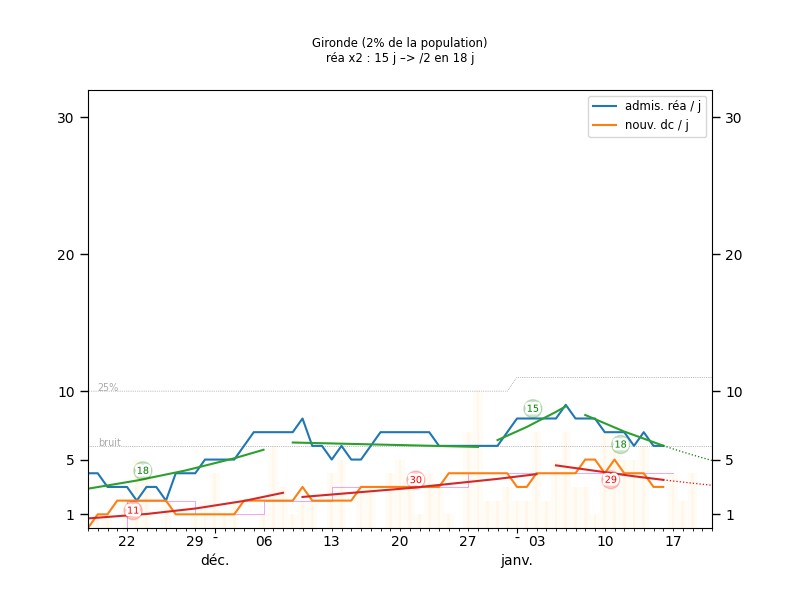 Gironde (2% de la population)
réa x2 : 15 j –> /2 en 18 j
admis. réa / j
nouv. dc / j
30 30
20 20
25%
10 10
15
bruit 18
5 5
18 30 29
11
1 1
22 29 - 06 13 20 27 - 03 10 17
déc. janv.